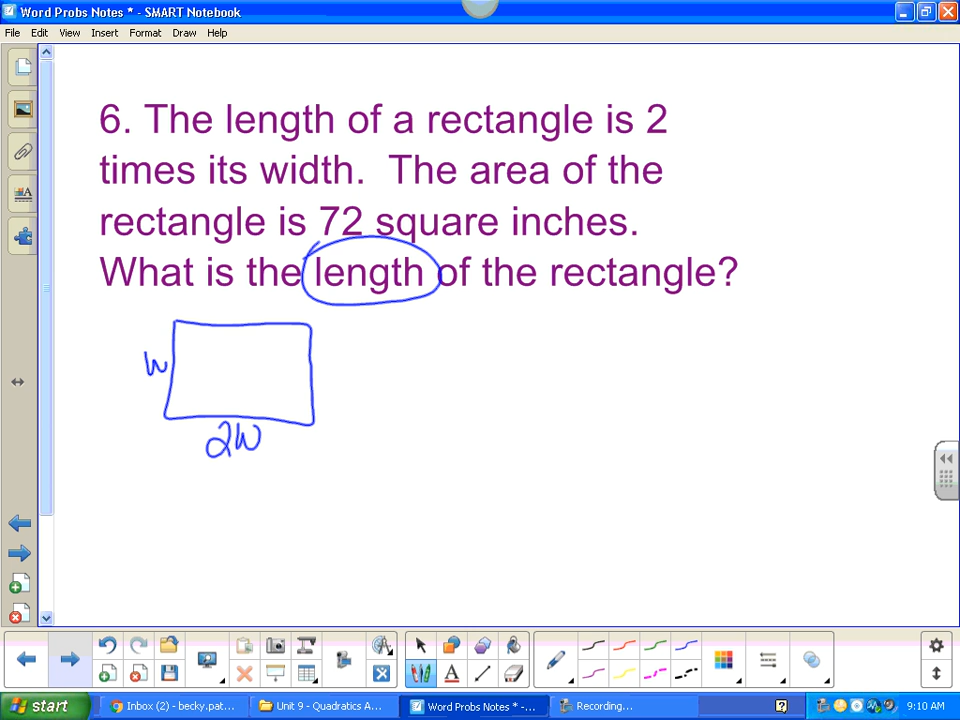 Word Probs Notes * - SMART Notebook
File Edit View Insert Format Draw Help
6. The length of a rectangle is 2
times its width. The area of the
rectangle is 72 square inches.
What is the length of the rectangle?
w
2w
start
Inbox (2) - becky.pat...
Unit 9 - Quadratics A...
Word Probs Notes * -...
Recording...
9:10 AM